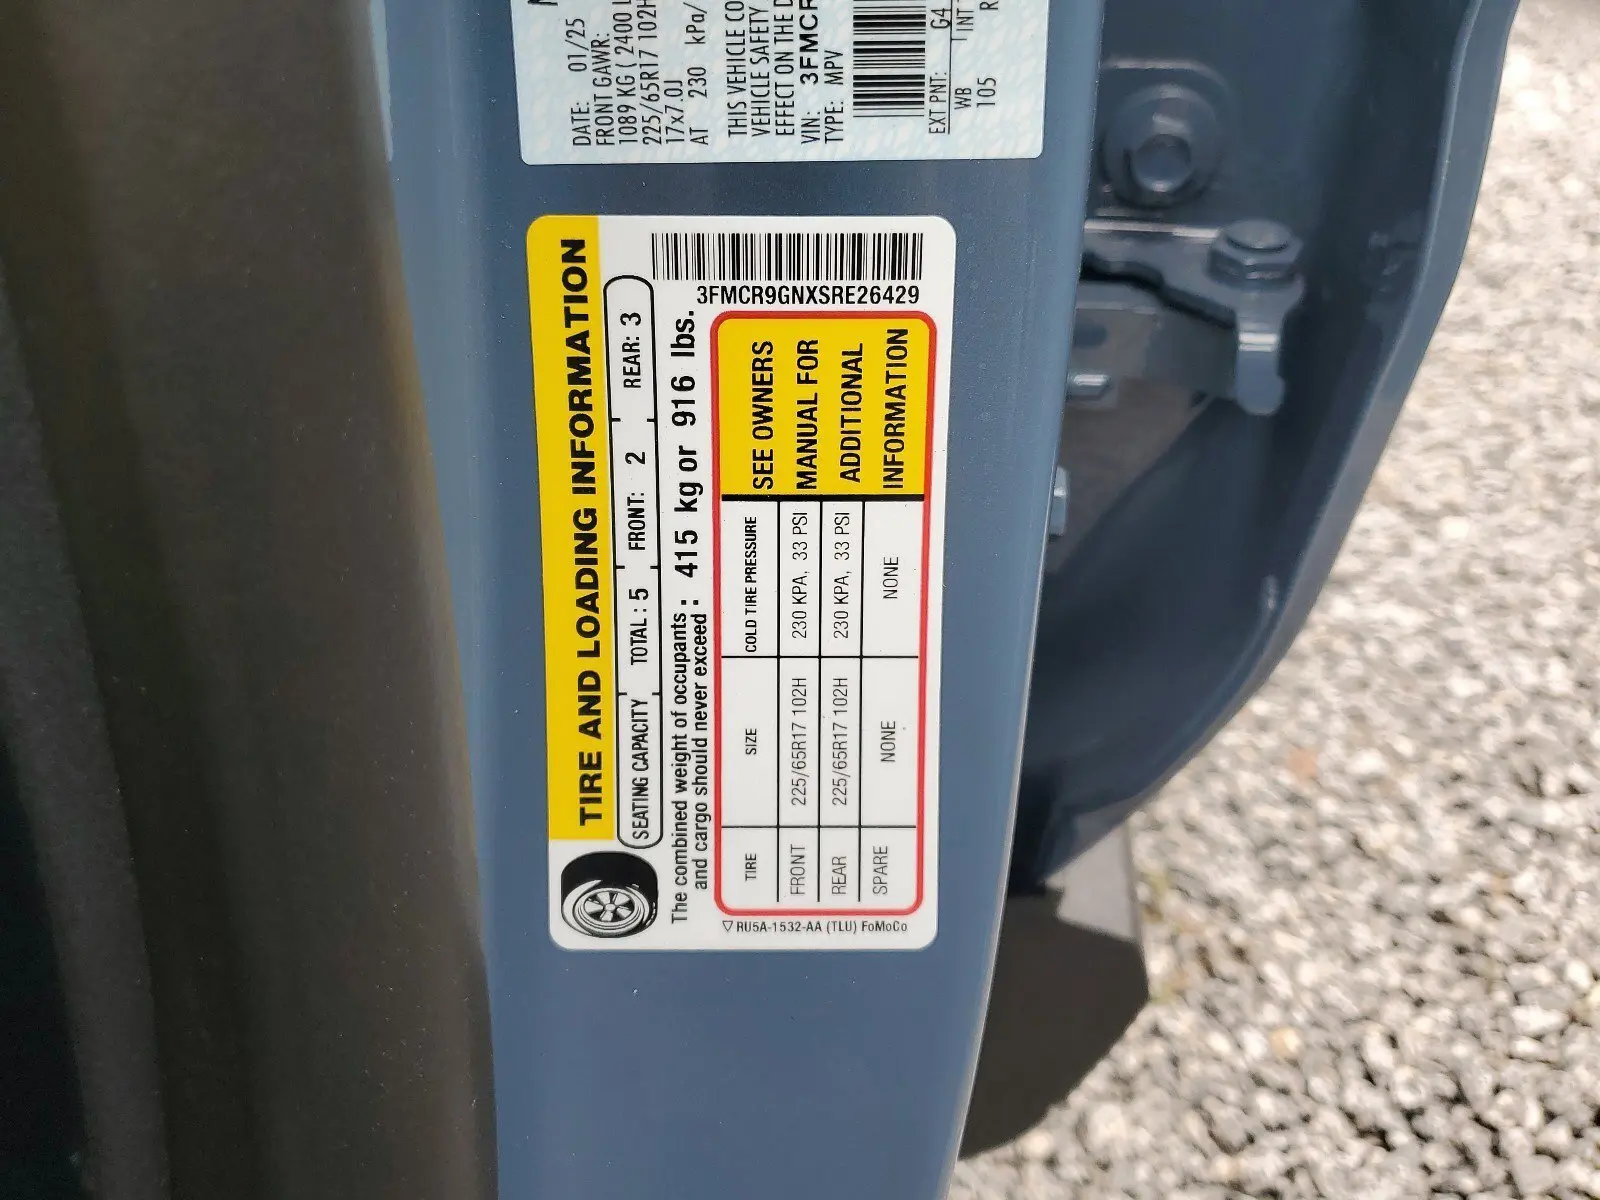 DATE: 01/25
FRONT GAWR:
1089 KG ( 2400 L
225/65R17 102H
17x7.0J
AT 230 kPa/
THIS VEHICLE CO
VEHICLE SAFETY
EFFECT ON THE D
VIN: 3FMCR
TYPE: MPV
EXT PNT: G4
WB INT
105 R
TIRE AND LOADING INFORMATION
SEATING CAPACITY TOTAL : 5 FRONT: 2 REAR: 3
The combined weight of occupants
and cargo should never exceed : 415 kg or 916 lbs.
3FMCR9GNXSRE26429
TIRE SIZE COLD TIRE PRESSURE
FRONT 225/65R17 102H 230 KPA, 33 PSI
REAR 225/65R17 102H 230 KPA, 33 PSI
SPARE NONE NONE
SEE OWNERS
MANUAL FOR
ADDITIONAL
INFORMATION
RU5A-1532-AA (TLU) FoMoCo